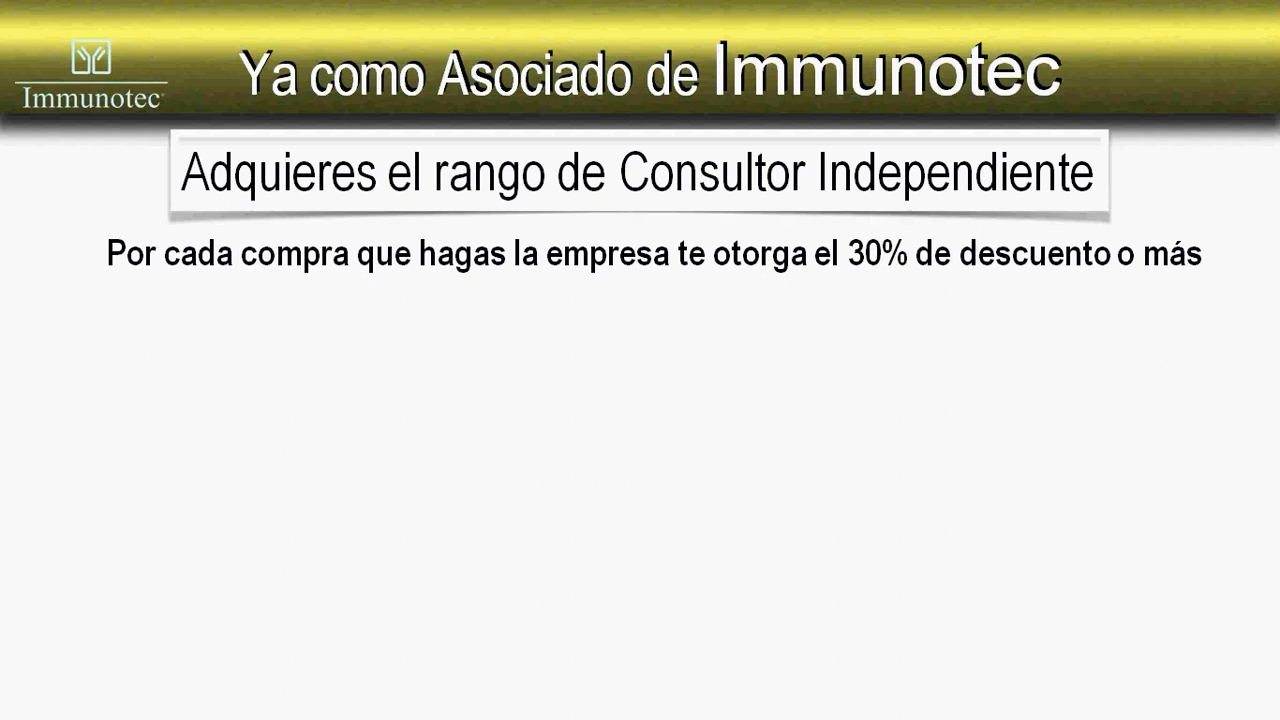 Immunotec
Ya como Asociado de Immunotec
Adquieres el rango de Consultor Independiente
Por cada compra que hagas la empresa te otorga el 30% de descuento o más